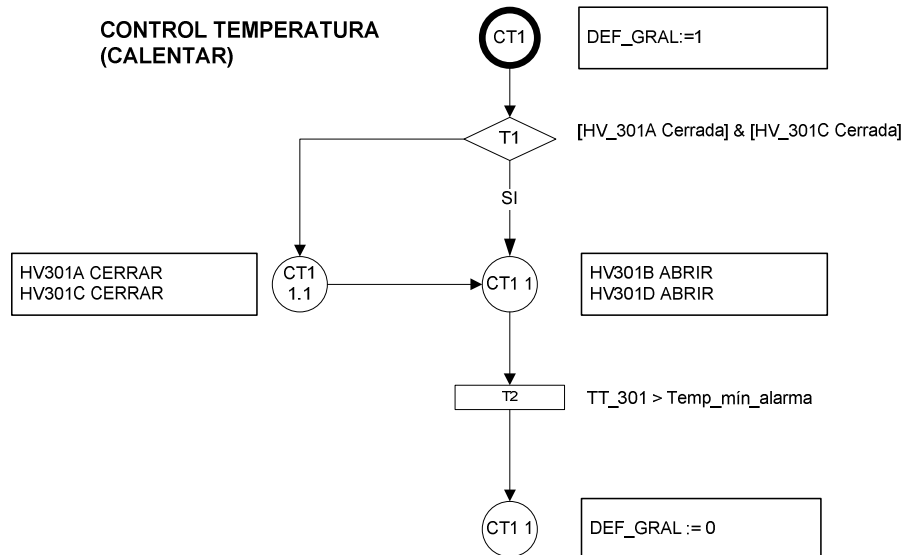 CONTROL TEMPERATURA
(CALENTAR)
CT1
DEF_GRAL:=1
T1
[HV_301A Cerrada] & [HV_301C Cerrada]
SI
HV301A CERRAR
HV301C CERRAR
CT1
1.1
CT1 1
HV301B ABRIR
HV301D ABRIR
T2
TT_301 > Temp_mín_alarma
CT1 1
DEF_GRAL := 0